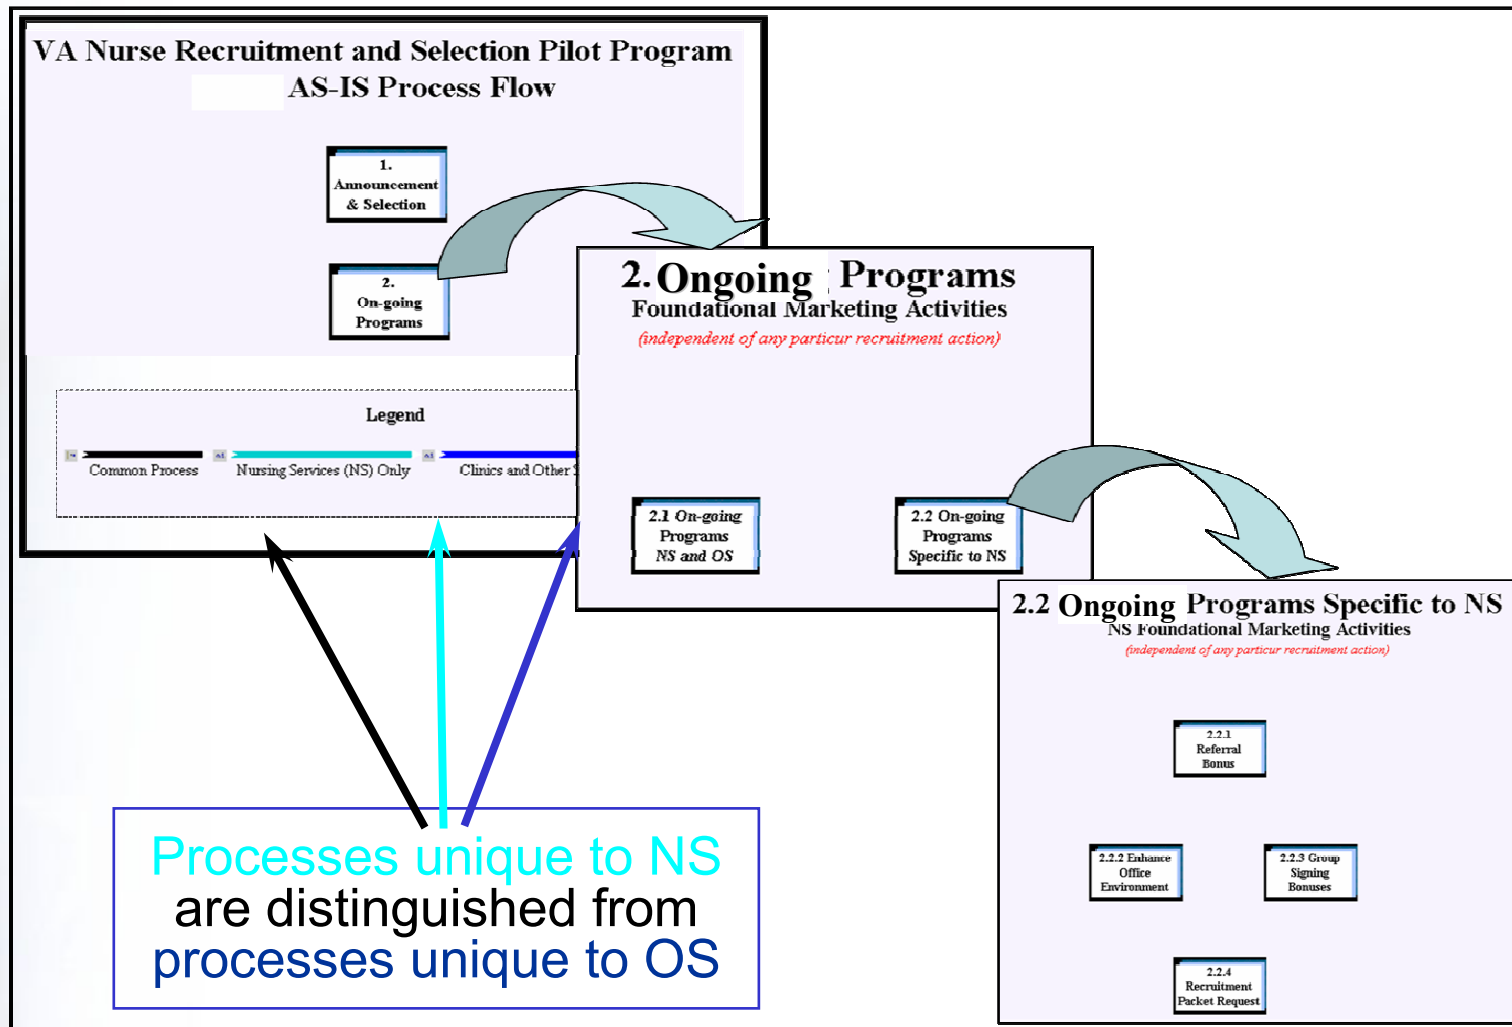 VA Nurse Recruitment and Selection Pilot Program
AS-IS Process Flow
1.
Announcement
& Selection
2.
On-going
Programs
Legend
Common Process
Nursing Services (NS) Only
Clinics and Other
2. Ongoing Programs
Foundational Marketing Activities
(independent of any particur recruitment action)
2.1 On-going
Programs
NS and OS
2.2 On-going
Programs
Specific to NS
2.2 Ongoing Programs Specific to NS
NS Foundational Marketing Activities
(independent of any particur recruitment action)
2.2.1
Referral
Bonus
2.2.2 Enhance
Office
Environment
2.2.3 Group
Signing
Bonuses
2.2.4
Recruitment
Packet Request
Processes unique to NS
are distinguished from
processes unique to OS